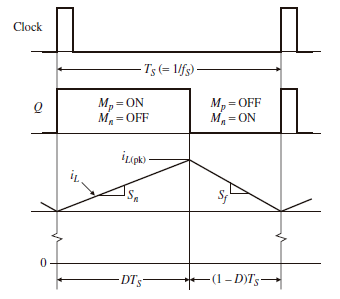 Clock
T_S (= 1/f_S)
Q
M_p = ON
M_n = OFF
M_p = OFF
M_n = ON
i_L(pk)
i_L
S_n
S_f
0
DT_S
(1 – D)T_S